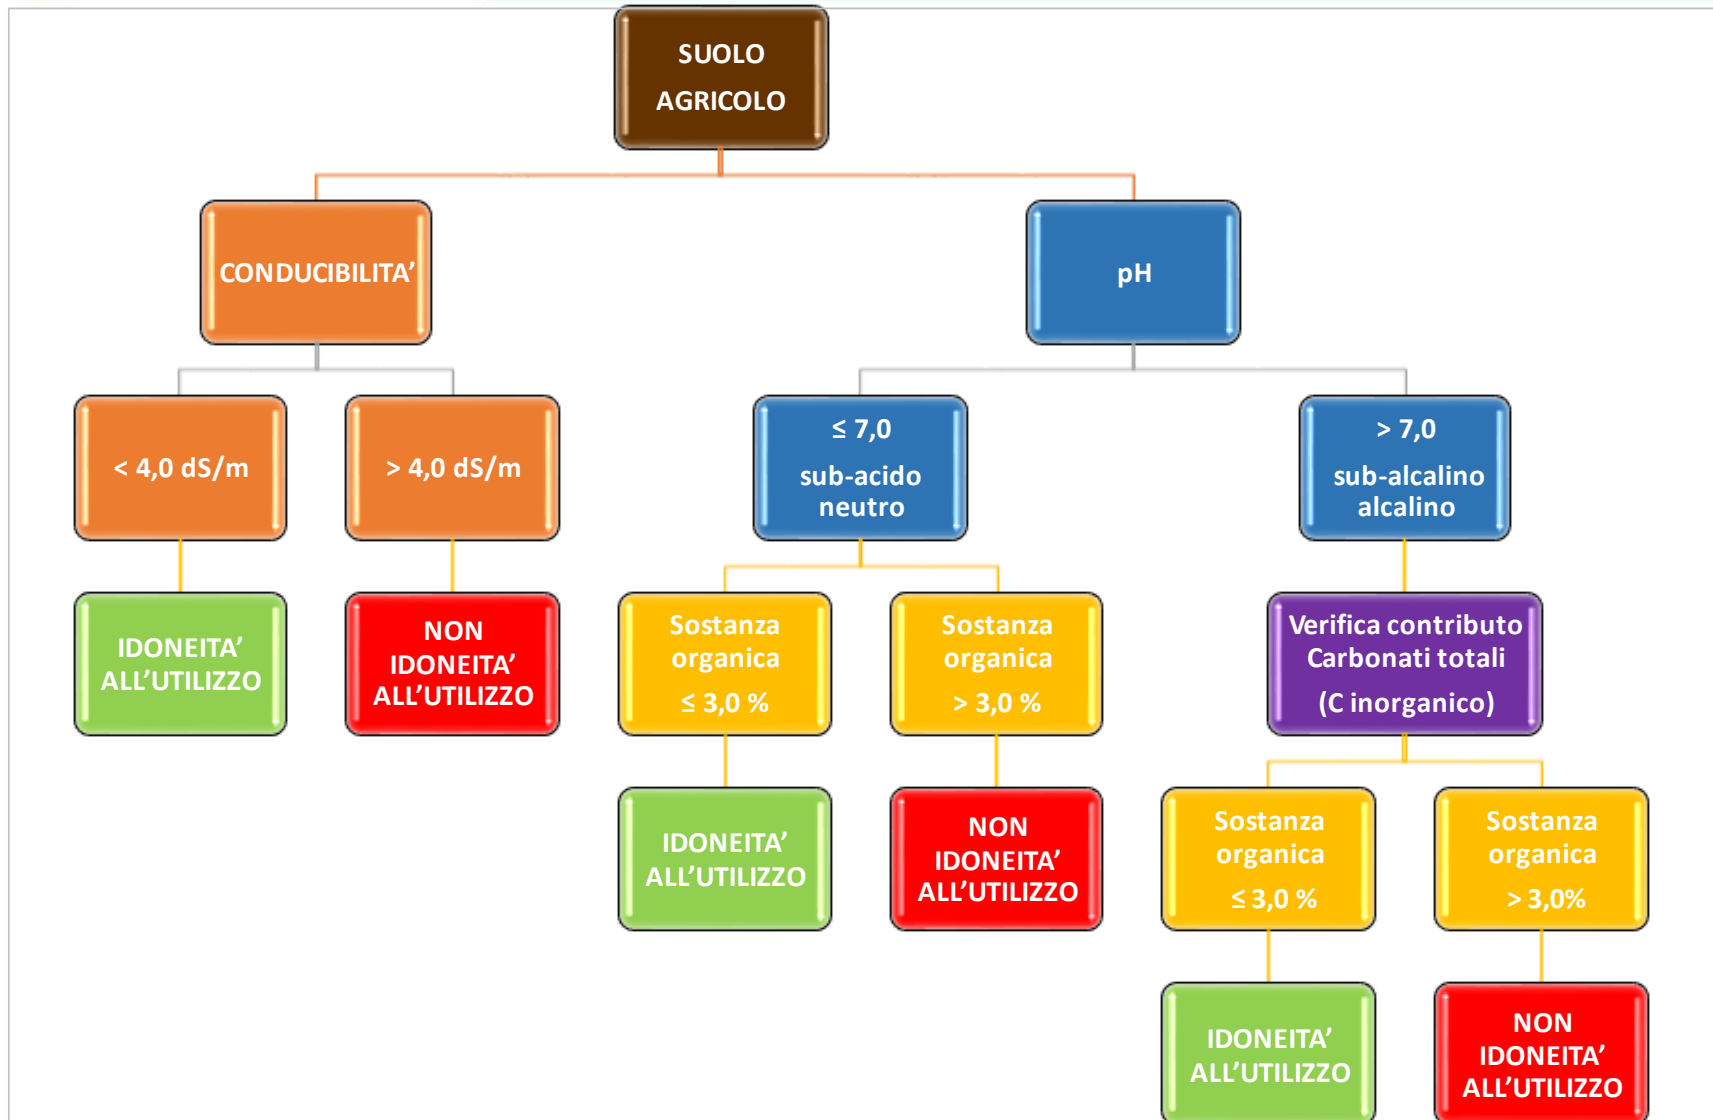 SUOLO
AGRICOLO
CONDUCIBILITA’
pH
< 4,0 dS/m
> 4,0 dS/m
≤ 7,0
sub-acido
neutro
> 7,0
sub-alcalino
alcalino
IDONEITA’
ALL’UTILIZZO
NON
IDONEITA’
ALL’UTILIZZO
Sostanza
organica
≤ 3,0 %
Sostanza
organica
> 3,0 %
Verifica contributo
Carbonati totali
(C inorganico)
IDONEITA’
ALL’UTILIZZO
NON
IDONEITA’
ALL’UTILIZZO
Sostanza
organica
≤ 3,0 %
Sostanza
organica
> 3,0%
IDONEITA’
ALL’UTILIZZO
NON
IDONEITA’
ALL’UTILIZZO